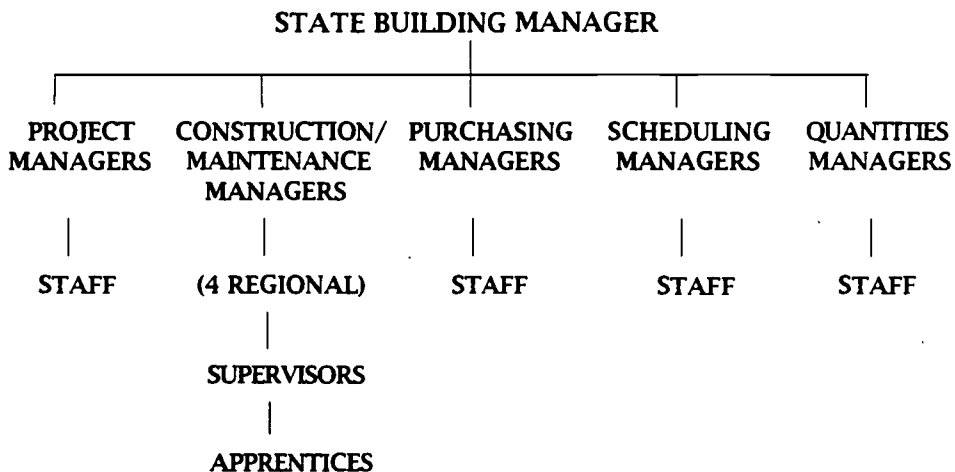 STATE BUILDING MANAGER
PROJECT CONSTRUCTION/ PURCHASING SCHEDULING QUANTITIES
MANAGERS MAINTENANCE MANAGERS MANAGERS MANAGERS
MANAGERS
STAFF (4 REGIONAL) STAFF STAFF STAFF
SUPERVISORS
APPRENTICES